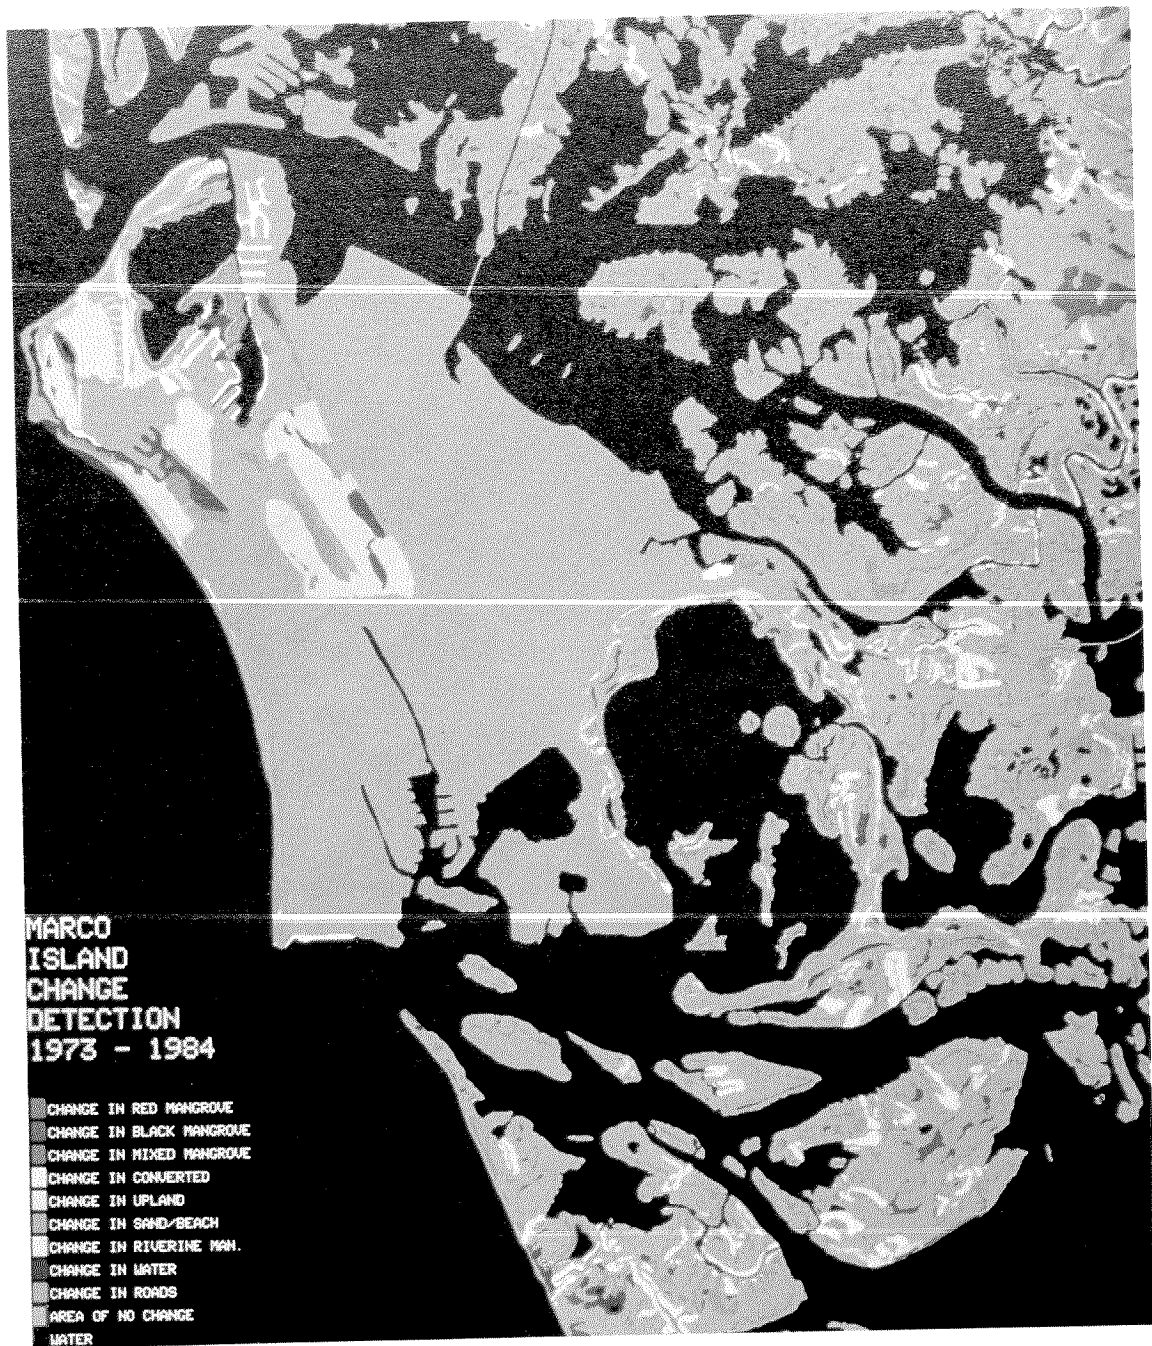 MARCO
ISLAND
CHANGE
DETECTION
1973 - 1984
CHANGE IN RED MANGROVE
CHANGE IN BLACK MANGROVE
CHANGE IN MIXED MANGROVE
CHANGE IN CONVERTED
CHANGE IN UPLAND
CHANGE IN SAND/BEACH
CHANGE IN RIVERINE MAN.
CHANGE IN WATER
CHANGE IN ROADS
AREA OF NO CHANGE
WATER